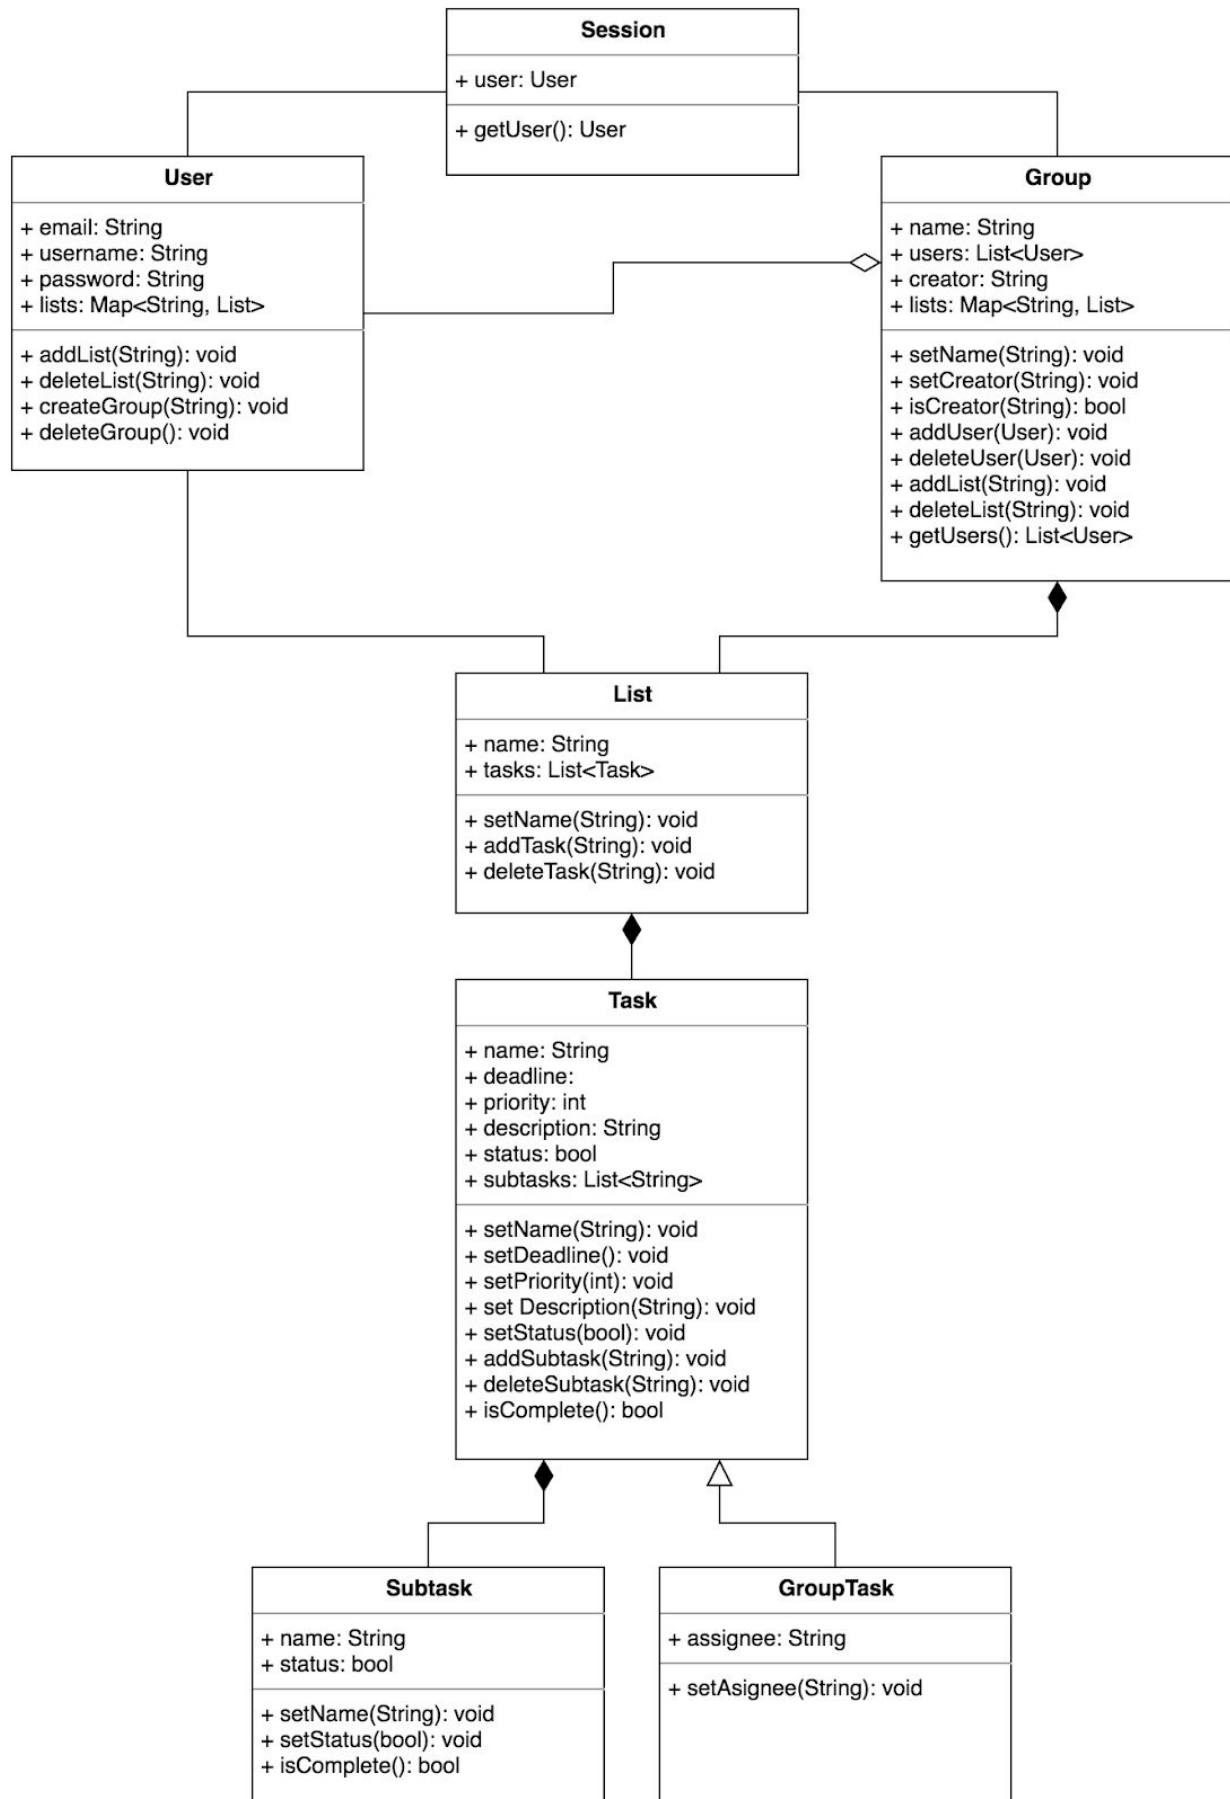 Session
+ user: User
+ getUser(): User
User
+ email: String
+ username: String
+ password: String
+ lists: Map<String, List>
+ addList(String): void
+ deleteList(String): void
+ createGroup(String): void
+ deleteGroup(): void
Group
+ name: String
+ users: List<User>
+ creator: String
+ lists: Map<String, List>
+ setName(String): void
+ setCreator(String): void
+ isCreator(String): bool
+ addUser(User): void
+ deleteUser(User): void
+ addList(String): void
+ deleteList(String): void
+ getUsers(): List<User>
List
+ name: String
+ tasks: List<Task>
+ setName(String): void
+ addTask(String): void
+ deleteTask(String): void
Task
+ name: String
+ deadline:
+ priority: int
+ description: String
+ status: bool
+ subtasks: List<String>
+ setName(String): void
+ setDeadline(): void
+ setPriority(int): void
+ set Description(String): void
+ setStatus(bool): void
+ addSubtask(String): void
+ deleteSubtask(String): void
+ isComplete(): bool
Subtask
+ name: String
+ status: bool
+ setName(String): void
+ setStatus(bool): void
+ isComplete(): bool
GroupTask
+ assignee: String
+ setAsignee(String): void